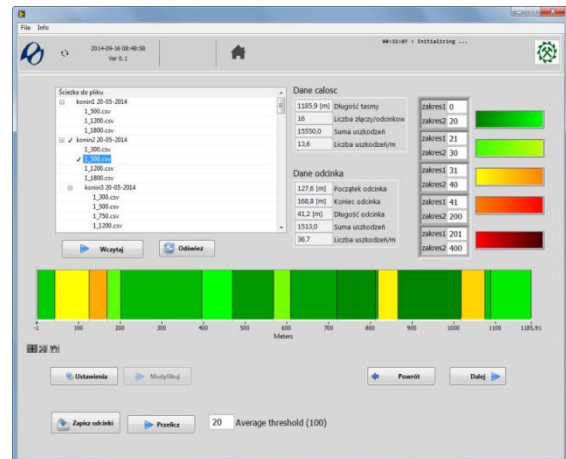 File Info
2014-09-16 08:48:58
Ver 0.1
00:33:07 : Initializing ...
Ścieżka do pliku
konin1 20-05-2014
1_500.csv
1_1200.csv
1_1800.csv
konin2 20-05-2014
1_300.csv
1_500.csv
1_1200.csv
1_1800.csv
konin3 20-05-2014
1_300.csv
1_500.csv
1_750.csv
1_1200.csv
Dane calosc
1185,9 [m] Długość tasmy
16 Liczba złączy/odcinkow
15550,0 Suma uszkodzeń
13,6 Liczba uszkodzeń/m
Dane odcinka
127,6 [m] Początek odcinka
168,8 [m] Koniec odcinka
41,2 [m] Długość odcinka
1513,0 Suma uszkodzeń
36,7 Liczba uszkodzeń/m
zakres1 0
zakres2 20
zakres1 21
zakres2 30
zakres1 31
zakres2 40
zakres1 41
zakres2 200
zakres1 201
zakres2 400
Wczytaj
Odśwież
-1 100 200 300 400 500 600 700 800 900 1000 1100 1185,91
Meters
Ustawienia
Modyfikuj
Powrót
Dalej
Zapisz odcinki
Przelicz
20 Average threshold (100)